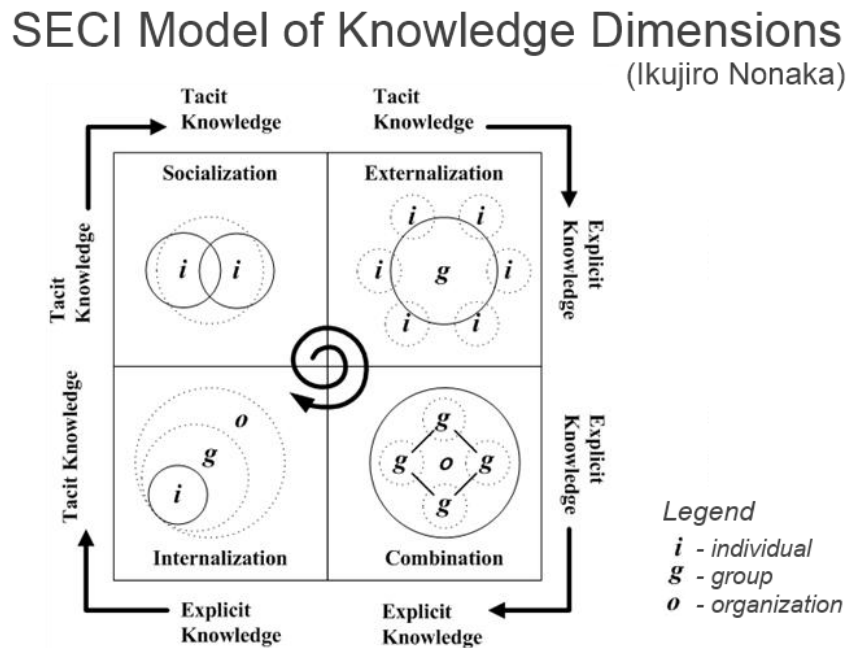 SECI Model of Knowledge Dimensions
(Ikujiro Nonaka)
Tacit
Knowledge
Tacit
Knowledge
Tacit
Knowledge
Socialization
i
i
Externalization
i
i
i
g
i
i
i
Explicit
Knowledge
Tacit Knowledge
o
g
i
Internalization
g
g
o
g
g
Combination
Explicit
Knowledge
Explicit
Knowledge
Explicit
Knowledge
Legend
i - individual
g - group
o - organization